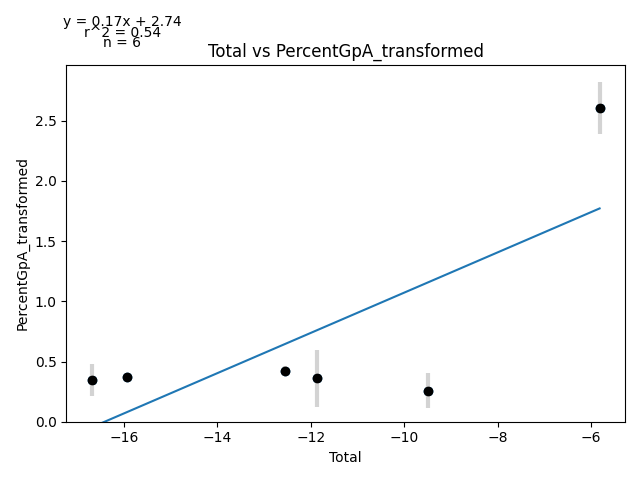 y = 0.17x + 2.74
r^2 = 0.54
n = 6
Total vs PercentGpA_transformed
PercentGpA_transformed
2.5
2.0
1.5
1.0
0.5
0.0
−16
−14
−12
−10
−8
−6
Total